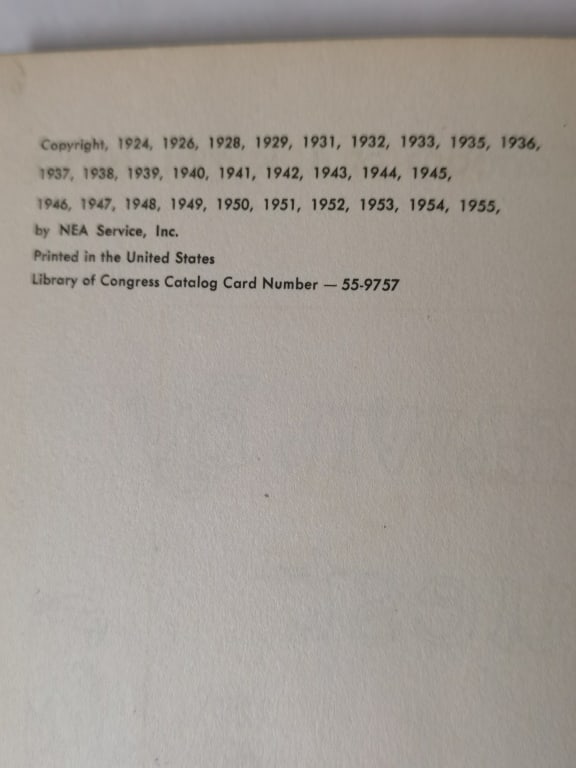 Copyright, 1924, 1926, 1928, 1929, 1931, 1932, 1933, 1935, 1936,
1937, 1938, 1939, 1940, 1941, 1942, 1943, 1944, 1945,
1946, 1947, 1948, 1949, 1950, 1951, 1952, 1953, 1954, 1955,
by NEA Service, Inc.
Printed in the United States
Library of Congress Catalog Card Number — 55-9757